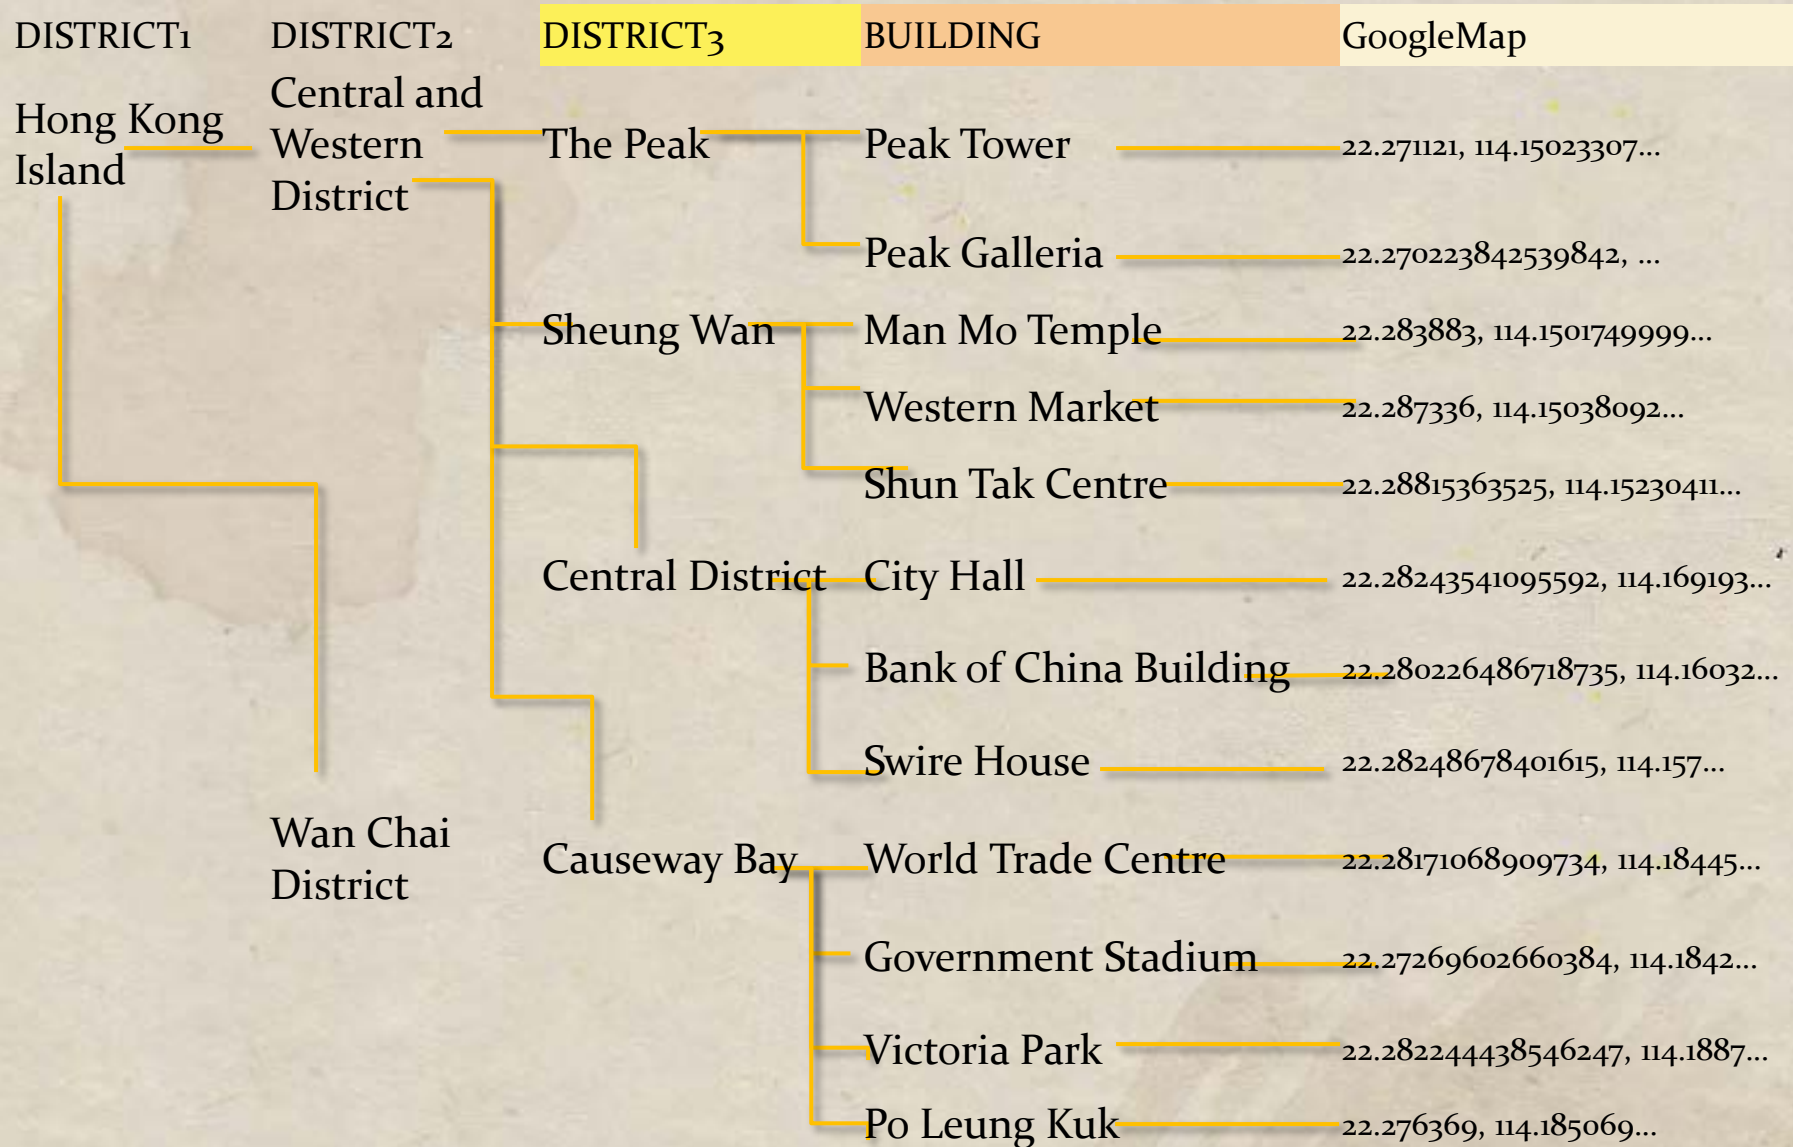 DISTRICT1 DISTRICT2 DISTRICT3 BUILDING GoogleMap
Hong Kong
Island
Central and
Western
District
The Peak Peak Tower 22.271121, 114.15023307...
Peak Galleria 22.270223842539842, ...
Sheung Wan Man Mo Temple 22.283883, 114.1501749999...
Western Market 22.287336, 114.15038092...
Shun Tak Centre 22.28815363525, 114.15230411...
Central District City Hall 22.28243541095592, 114.169193...
Bank of China Building 22.280226486718735, 114.16032...
Swire House 22.28248678401615, 114.157...
Wan Chai
District
Causeway Bay World Trade Centre 22.28171068909734, 114.18445...
Government Stadium 22.27269602660384, 114.1842...
Victoria Park 22.282244438546247, 114.1887...
Po Leung Kuk 22.276369, 114.185069...